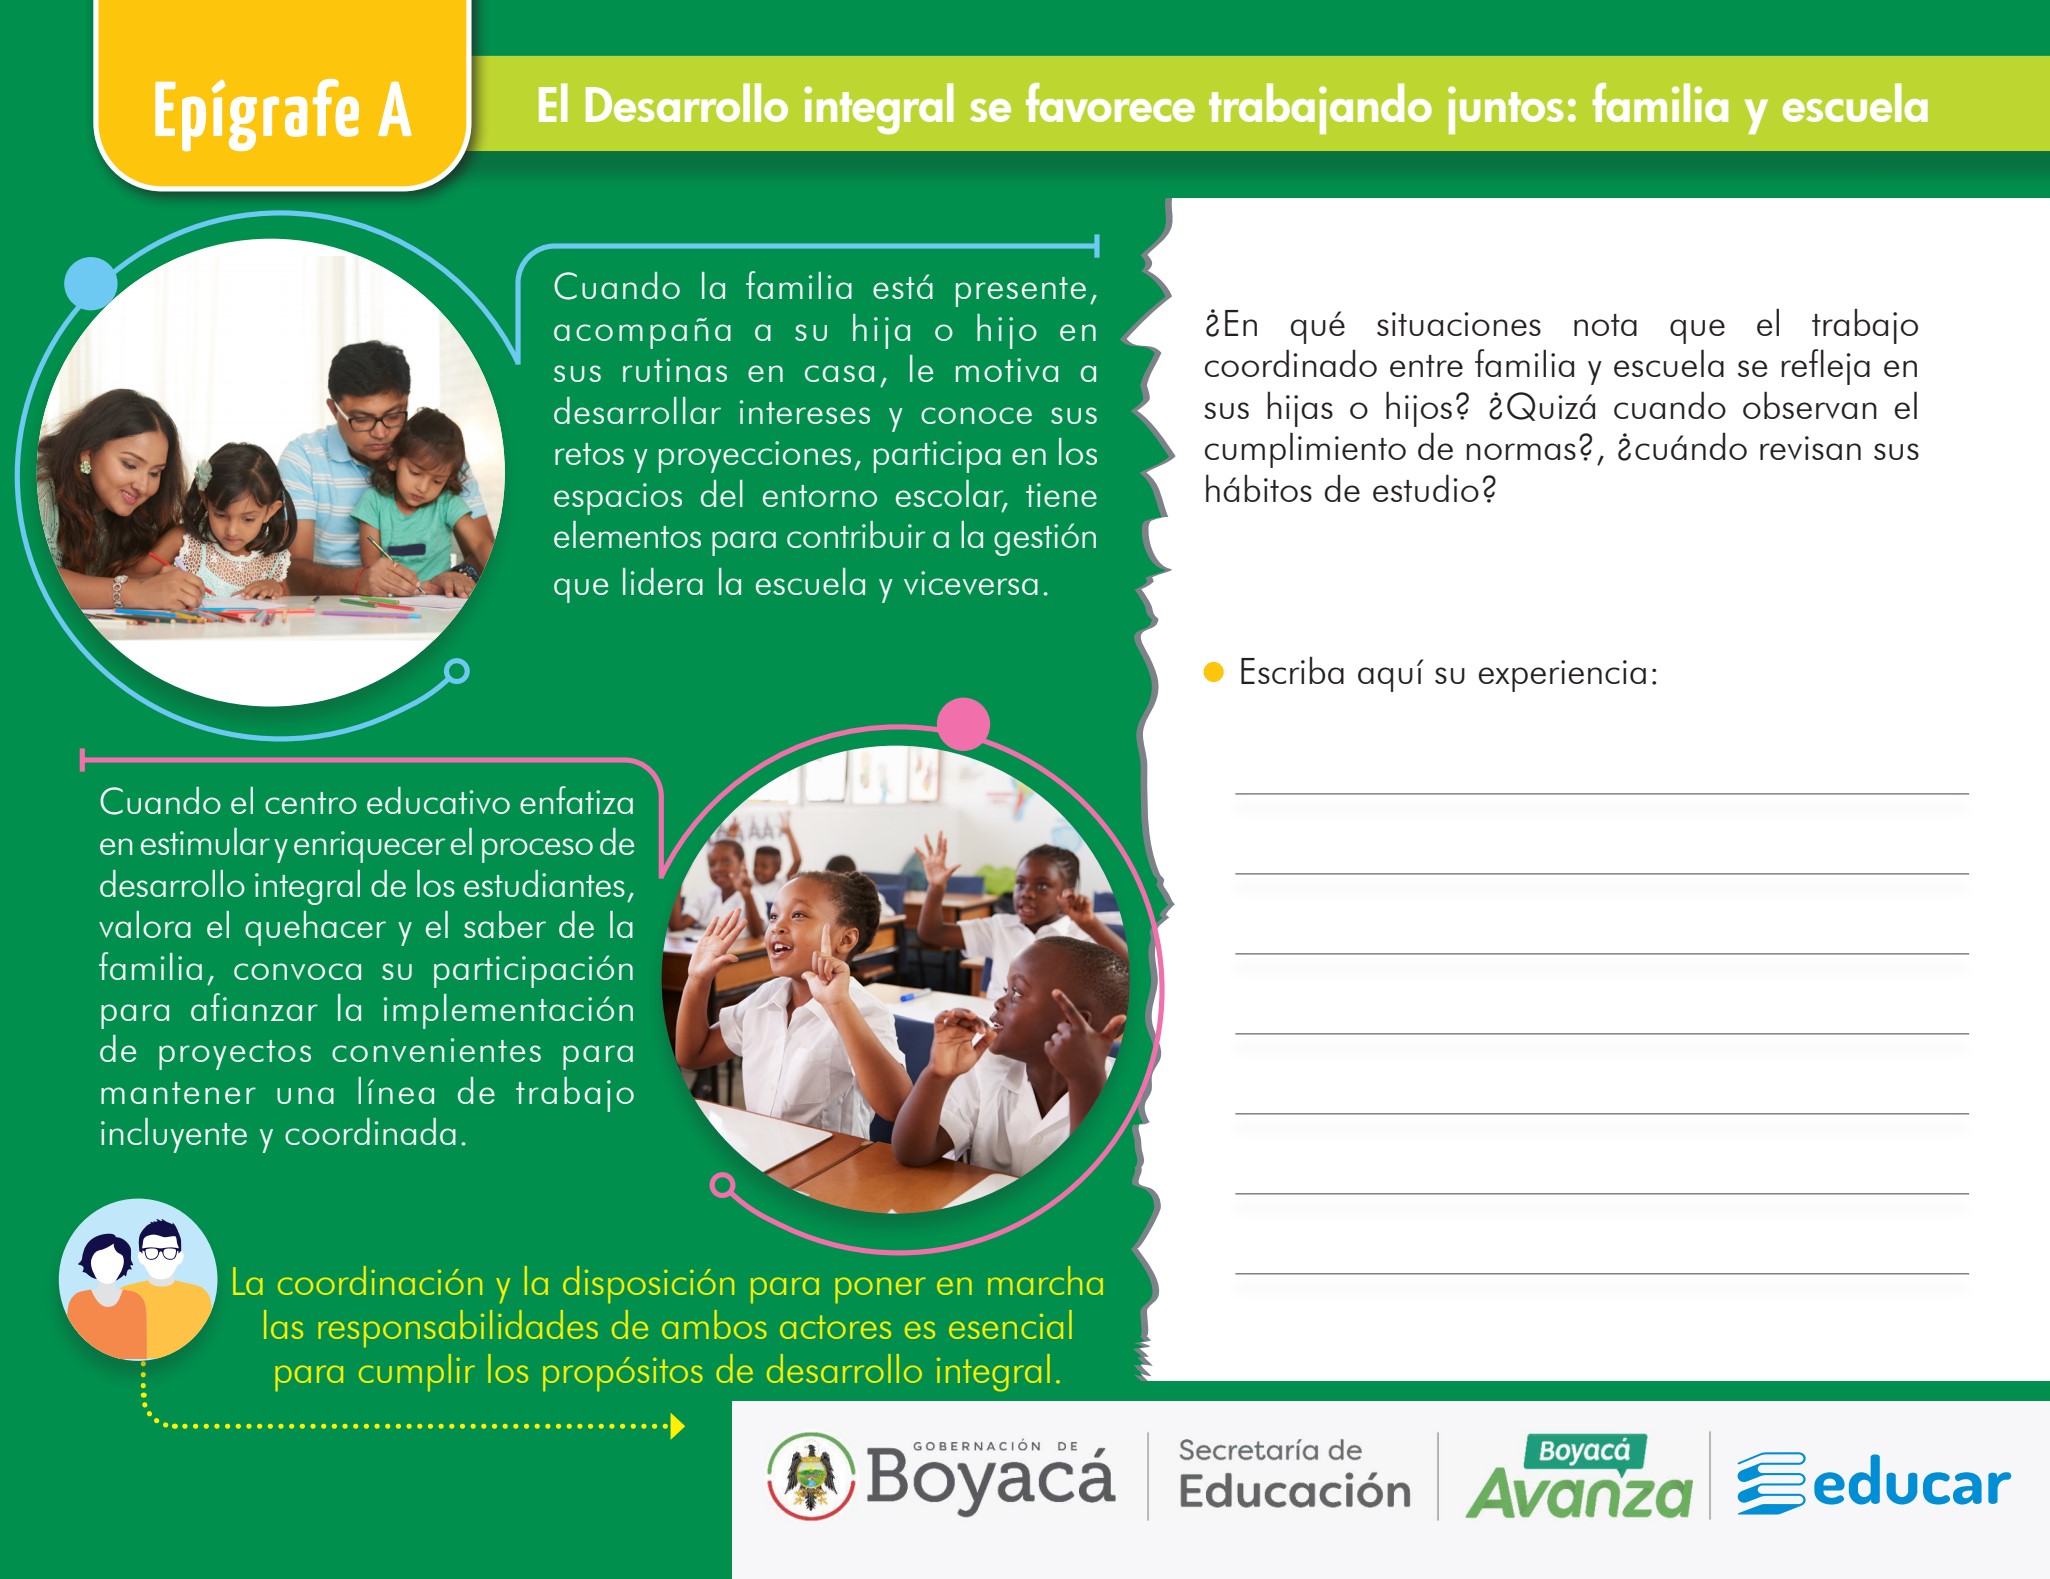 Epígrafe A
El Desarrollo integral se favorece trabajando juntos: familia y escuela
Cuando la familia está presente,
acompaña a su hija o hijo en
sus rutinas en casa, le motiva a
desarrollar intereses y conoce sus
retos y proyecciones, participa en los
espacios del entorno escolar, tiene
elementos para contribuir a la gestión
que lidera la escuela y viceversa.
Cuando el centro educativo enfatiza
en estimular y enriquecer el proceso de
desarrollo integral de los estudiantes,
valora el quehacer y el saber de la
familia, convoca su participación
para afianzar la implementación
de proyectos convenientes para
mantener una línea de trabajo
incluyente y coordinada.
La coordinación y la disposición para poner en marcha
las responsabilidades de ambos actores es esencial
para cumplir los propósitos de desarrollo integral.
¿En qué situaciones nota que el trabajo
coordinado entre familia y escuela se refleja en
sus hijas o hijos? ¿Quizá cuando observan el
cumplimiento de normas?, ¿cuándo revisan sus
hábitos de estudio?
Escriba aquí su experiencia:
GOBERNACIÓN DE
Boyacá
Secretaría de
Educación
Boyacá
Avanza
educar